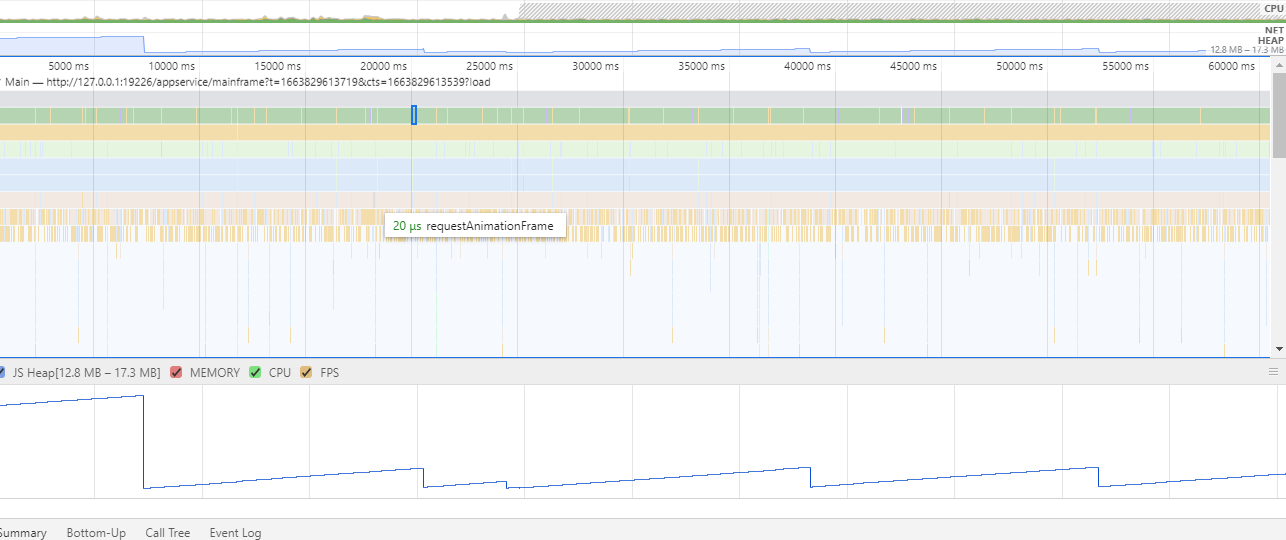 CPU
NET
HEAP
12.8 MB – 17.3 MB
5000 ms 10000 ms 15000 ms 20000 ms 25000 ms 30000 ms 35000 ms 40000 ms 45000 ms 50000 ms 55000 ms 60000 ms
Main — http://127.0.0.1:19226/appservice/mainframe?t=1663829613719&cts=1663829613539?load
20 μs requestAnimationFrame
JS Heap[12.8 MB – 17.3 MB] MEMORY CPU FPS
Summary Bottom-Up Call Tree Event Log